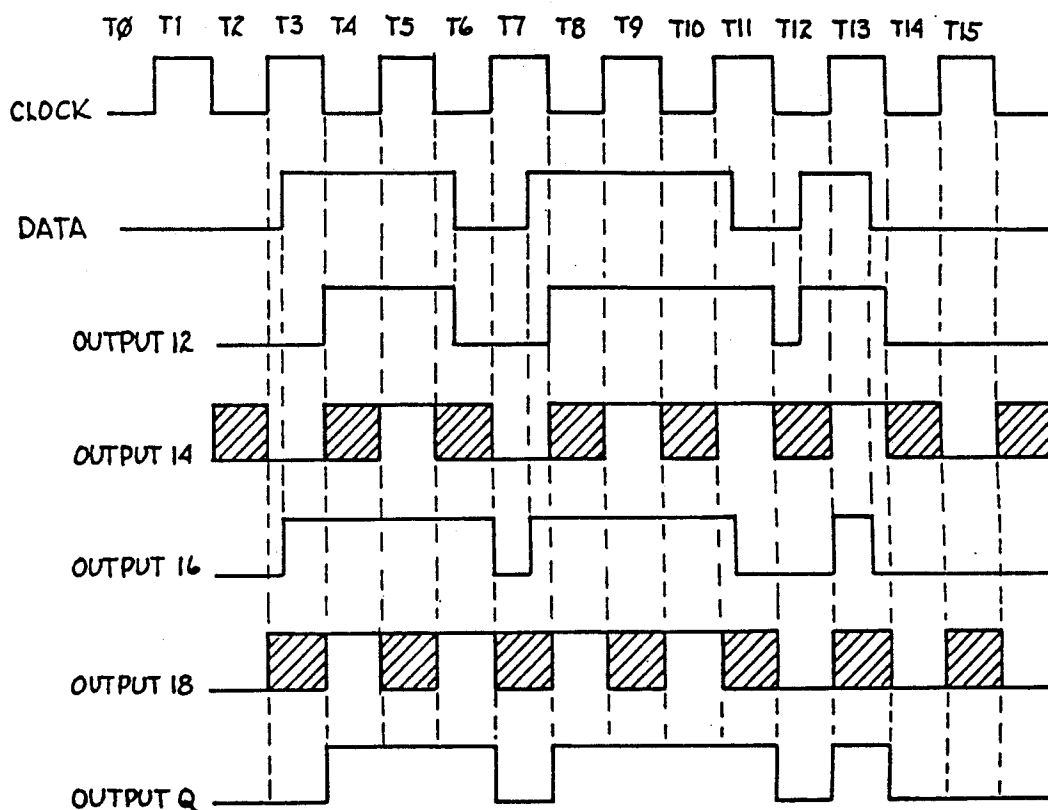 TØ T1 T2 T3 T4 T5 T6 T7 T8 T9 T10 T11 T12 T13 T14 T15
CLOCK
DATA
OUTPUT 12
OUTPUT 14
OUTPUT 16
OUTPUT 18
OUTPUT Q